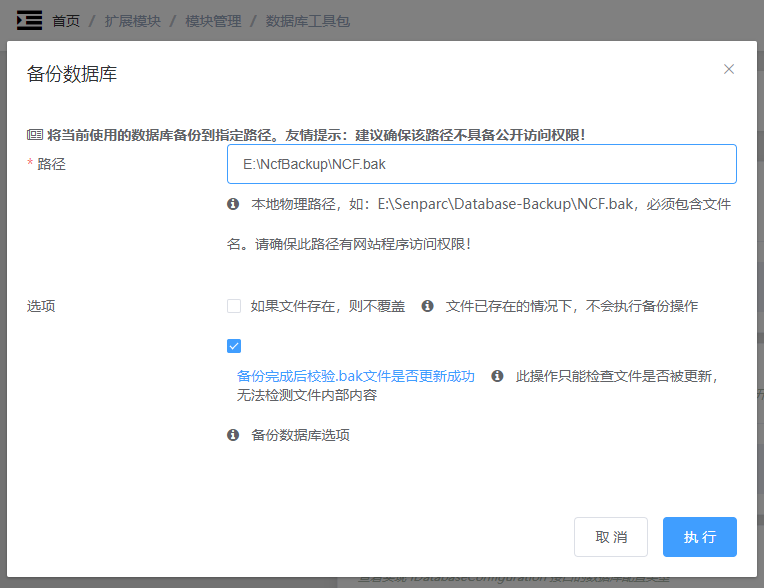 首页 / 扩展模块 / 模块管理 / 数据库工具包
备份数据库
将当前使用的数据库备份到指定路径。友情提示：建议确保该路径不具备公开访问权限！
* 路径
E:\NcfBackup\NCF.bak
本地物理路径，如：E:\Senparc\Database-Backup\NCF.bak，必须包含文件
名。请确保此路径有网站程序访问权限！
选项
如果文件存在，则不覆盖 文件已存在的情况下，不会执行备份操作
备份完成后校验.bak文件是否更新成功 此操作只能检查文件是否被更新，
无法检测文件内部内容
备份数据库选项
取 消
执 行